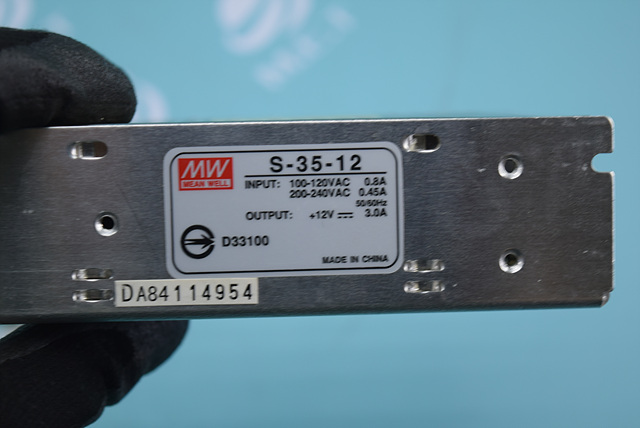 MW
MEAN WELL
S-35-12
INPUT: 100-120VAC 0.8A
200-240VAC 0.45A
50/60Hz
OUTPUT: +12V ⎓ 3.0A
D33100
MADE IN CHINA
DA84114954